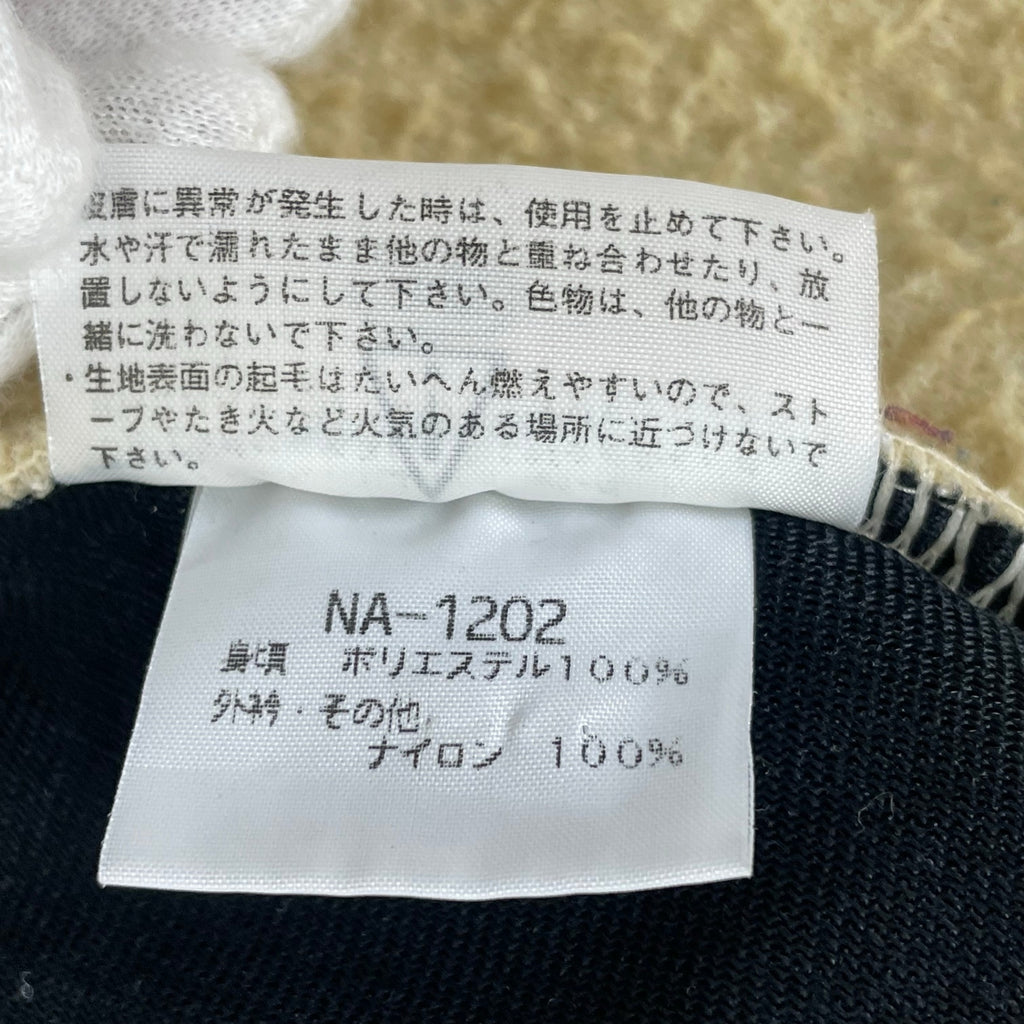 皮膚に異常が発生した時は、使用を止めて下さい。
水や汗で濡れたまま他の物と重ね合わせたり、放
置しないようにして下さい。色物は、他の物と一
緒に洗わないで下さい。
・生地表面の起毛はたいへん燃えやすいので、スト
ーブやたき火など火気のある場所に近づけないで
下さい。
NA-1202
身頃 ポリエステル100%
外衿・その他
ナイロン 100%